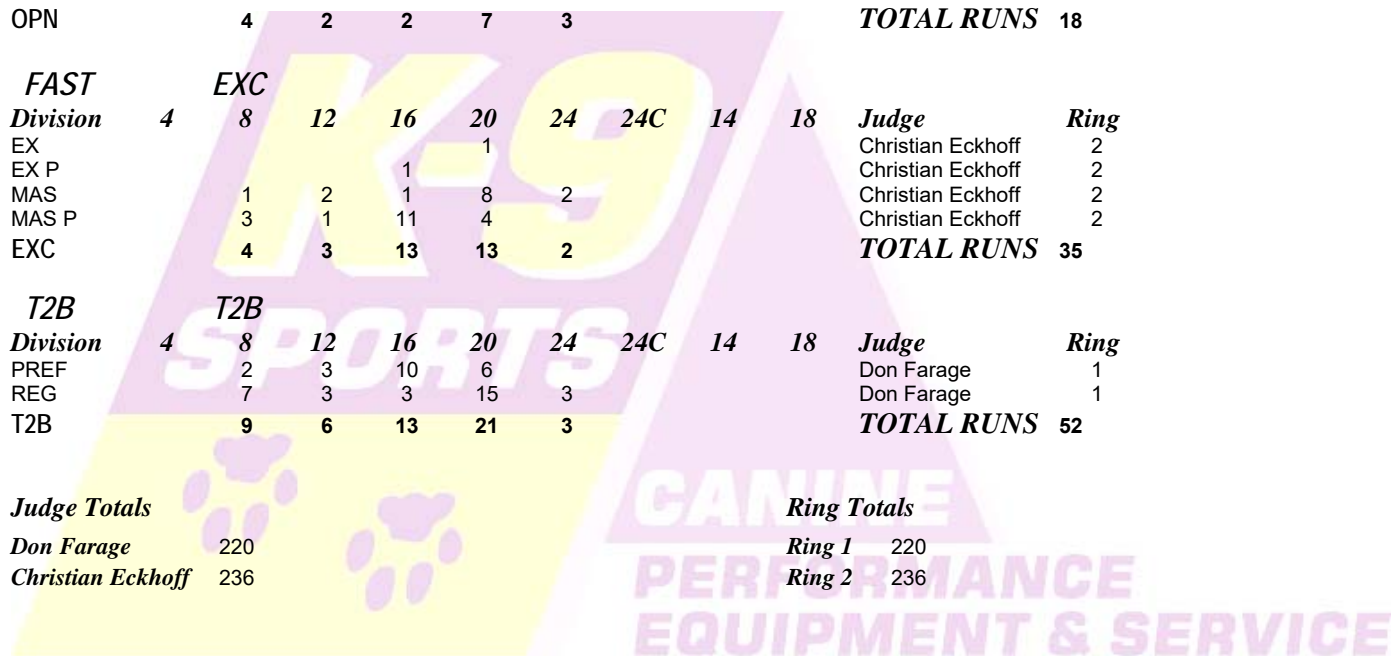 OPN 4 2 2 7 3 TOTAL RUNS 18
FAST EXC
Division 4 8 12 16 20 24 24C 14 18 Judge Ring
EX 1 Christian Eckhoff 2
EX P 1 Christian Eckhoff 2
MAS 1 2 1 8 2 Christian Eckhoff 2
MAS P 3 1 11 4 Christian Eckhoff 2
EXC 4 3 13 13 2 TOTAL RUNS 35
T2B T2B
Division 4 8 12 16 20 24 24C 14 18 Judge Ring
PREF 2 3 10 6 Don Farage 1
REG 7 3 3 15 3 Don Farage 1
T2B 9 6 13 21 3 TOTAL RUNS 52
Judge Totals Ring Totals
Don Farage 220 Ring 1 220
Christian Eckhoff 236 Ring 2 236
K-9
SPORTS
CANINE
PERFORMANCE
EQUIPMENT & SERVICE